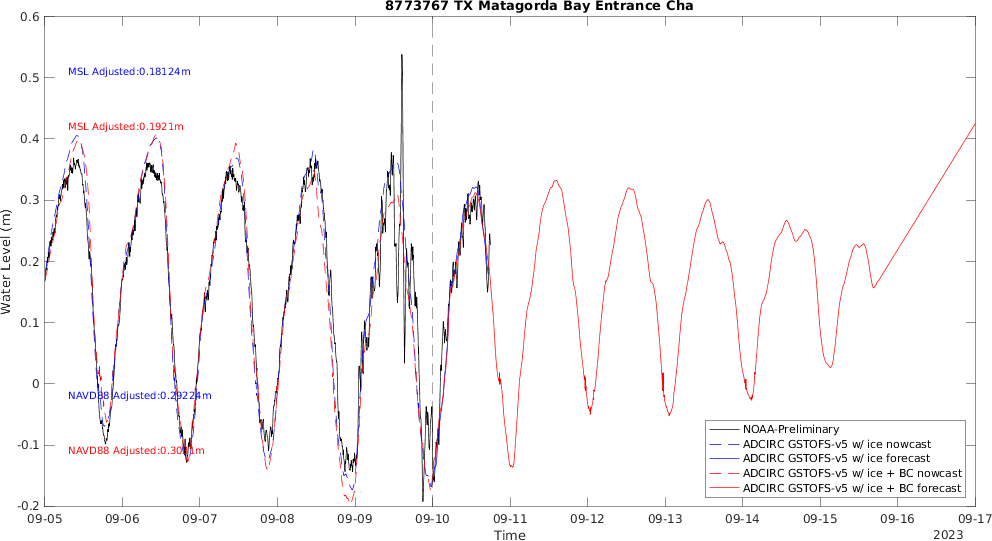 8773767 TX Matagorda Bay Entrance Cha
0.6
0.5
0.4
0.3
0.2
0.1
0
-0.1
-0.2
Water Level (m)
MSL Adjusted:0.18124m
MSL Adjusted:0.1921m
NAVD88 Adjusted:0.29224m
NAVD88 Adjusted:
NOAA-Preliminary
ADCIRC GSTOFS-v5 w/ ice nowcast
ADCIRC GSTOFS-v5 w/ ice forecast
ADCIRC GSTOFS-v5 w/ ice + BC nowcast
ADCIRC GSTOFS-v5 w/ ice + BC forecast
09-05 09-06 09-07 09-08 09-09 09-10 09-11 09-12 09-13 09-14 09-15 09-16 09-17
Time
2023